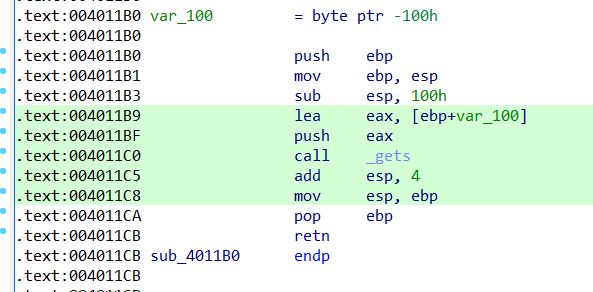 .text:004011B0 var_100 = byte ptr -100h
.text:004011B0
.text:004011B0 push ebp
.text:004011B1 mov ebp, esp
.text:004011B3 sub esp, 100h
.text:004011B9 lea eax, [ebp+var_100]
.text:004011BF push eax
.text:004011C0 call _gets
.text:004011C5 add esp, 4
.text:004011C8 mov esp, ebp
.text:004011CA pop ebp
.text:004011CB retn
.text:004011CB sub_4011B0 endp
.text:004011CB